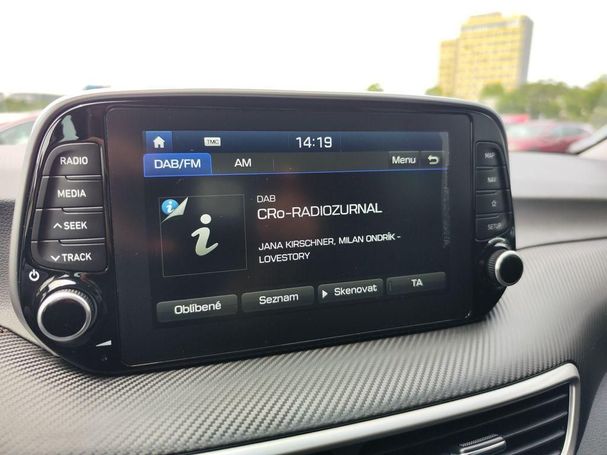 TMC
14:19
DAB/FM
AM
Menu
DAB
CRo-RADIOZURNAL
JANA KIRSCHNER, MILAN ONDRÍK -
LOVESTORY
Oblíbené
Seznam
Skenovat
TA
RADIO
MEDIA
SEEK
TRACK
MAP
NAV
SETUP